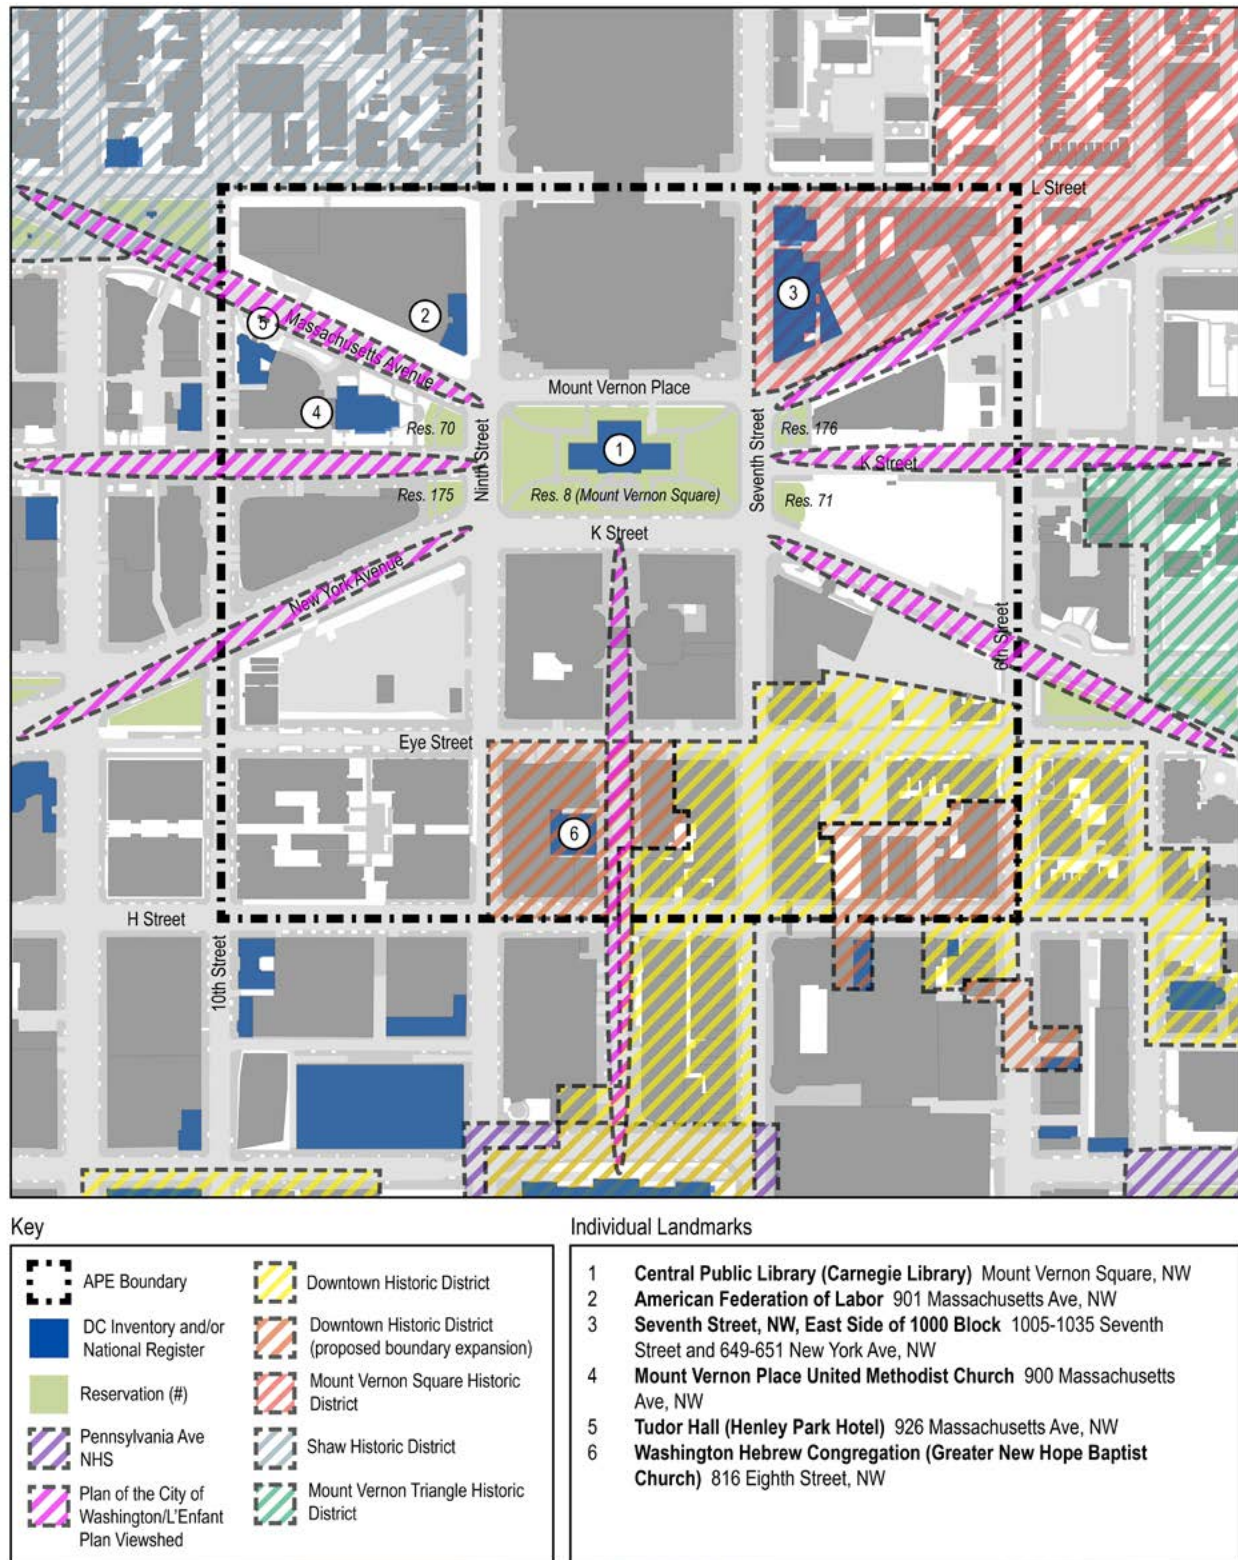 L Street
3
2
5
Massachusetts Avenue
Mount Vernon Place
4
Res. 70
Ninth Street
1
Seventh Street
Res. 176
K Street
Res. 175
Res. 8 (Mount Vernon Square)
Res. 71
K Street
New York Avenue
6th Street
Eye Street
6
H Street
10th Street
Key
APE Boundary
DC Inventory and/or
National Register
Reservation (#)
Pennsylvania Ave
NHS
Plan of the City of
Washington/L'Enfant
Plan Viewshed
Downtown Historic District
Downtown Historic District
(proposed boundary expansion)
Mount Vernon Square Historic
District
Shaw Historic District
Mount Vernon Triangle Historic
District
Individual Landmarks
1 Central Public Library (Carnegie Library) Mount Vernon Square, NW
2 American Federation of Labor 901 Massachusetts Ave, NW
3 Seventh Street, NW, East Side of 1000 Block 1005-1035 Seventh
Street and 649-651 New York Ave, NW
4 Mount Vernon Place United Methodist Church 900 Massachusetts
Ave, NW
5 Tudor Hall (Henley Park Hotel) 926 Massachusetts Ave, NW
6 Washington Hebrew Congregation (Greater New Hope Baptist
Church) 816 Eighth Street, NW